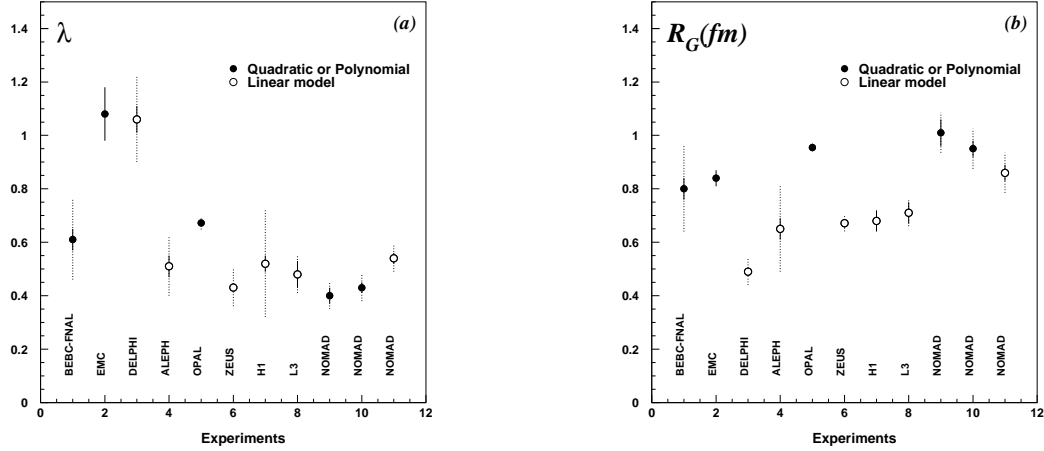 λ
(a)
Quadratic or Polynomial
Linear model
1.4
1.2
1
0.8
0.6
0.4
0.2
0
BEBC-FNAL
EMC
DELPHI
ALEPH
OPAL
ZEUS
H1
L3
NOMAD
NOMAD
NOMAD
0 2 4 6 8 10 12
Experiments
R_G(fm)
(b)
Quadratic or Polynomial
Linear model
1.4
1.2
1
0.8
0.6
0.4
0.2
0
BEBC-FNAL
EMC
DELPHI
ALEPH
OPAL
ZEUS
H1
L3
NOMAD
NOMAD
NOMAD
0 2 4 6 8 10 12
Experiments